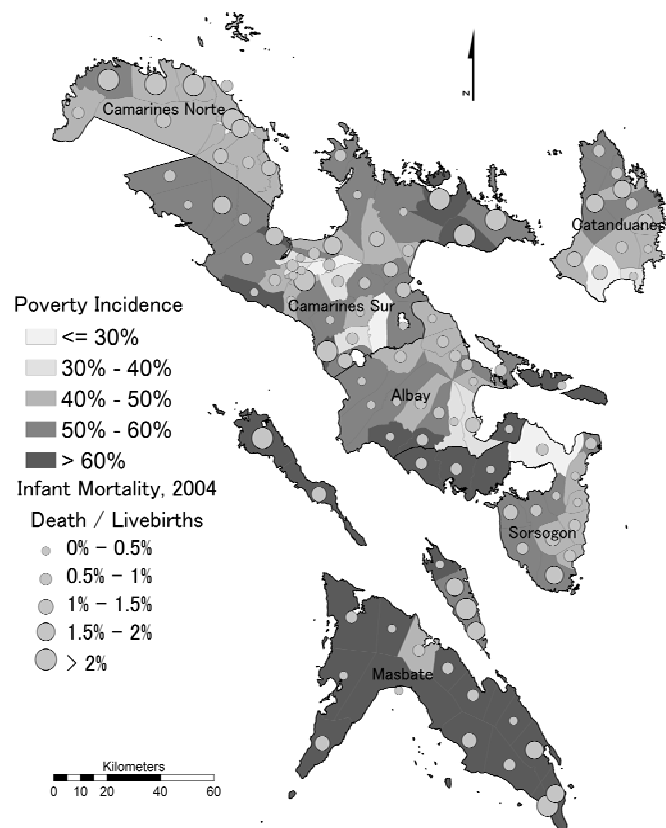 N
Camarines Norte
Catanduanes
Camarines Sur
Albay
Sorsogon
Masbate
Poverty Incidence
<= 30%
30% - 40%
40% - 50%
50% - 60%
> 60%
Infant Mortality, 2004
Death / Livebirths
0% - 0.5%
0.5% - 1%
1% - 1.5%
1.5% - 2%
> 2%
Kilometers
0 5 10 20 40 60